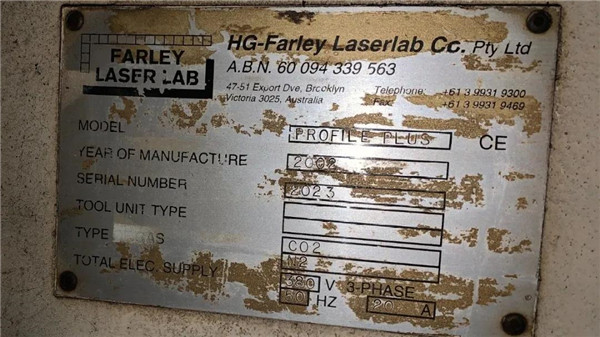 FARLEY
LASER LAB
HG-Farley Laserlab Co. Pty Ltd
A.B.N. 60 094 339 563
47-51 Export Dve, Brooklyn
Victoria 3025, Australia
Telephone: +61 3 9931 9300
Fax: +61 3 9931 9469
MODEL PROFILE PLUS CE
YEAR OF MANUFACTURE 2002
SERIAL NUMBER 2023
TOOL UNIT TYPE
TYPE GAS CO2
N2
TOTAL ELEC. SUPPLY 380 V 3-PHASE
50 HZ 20 A